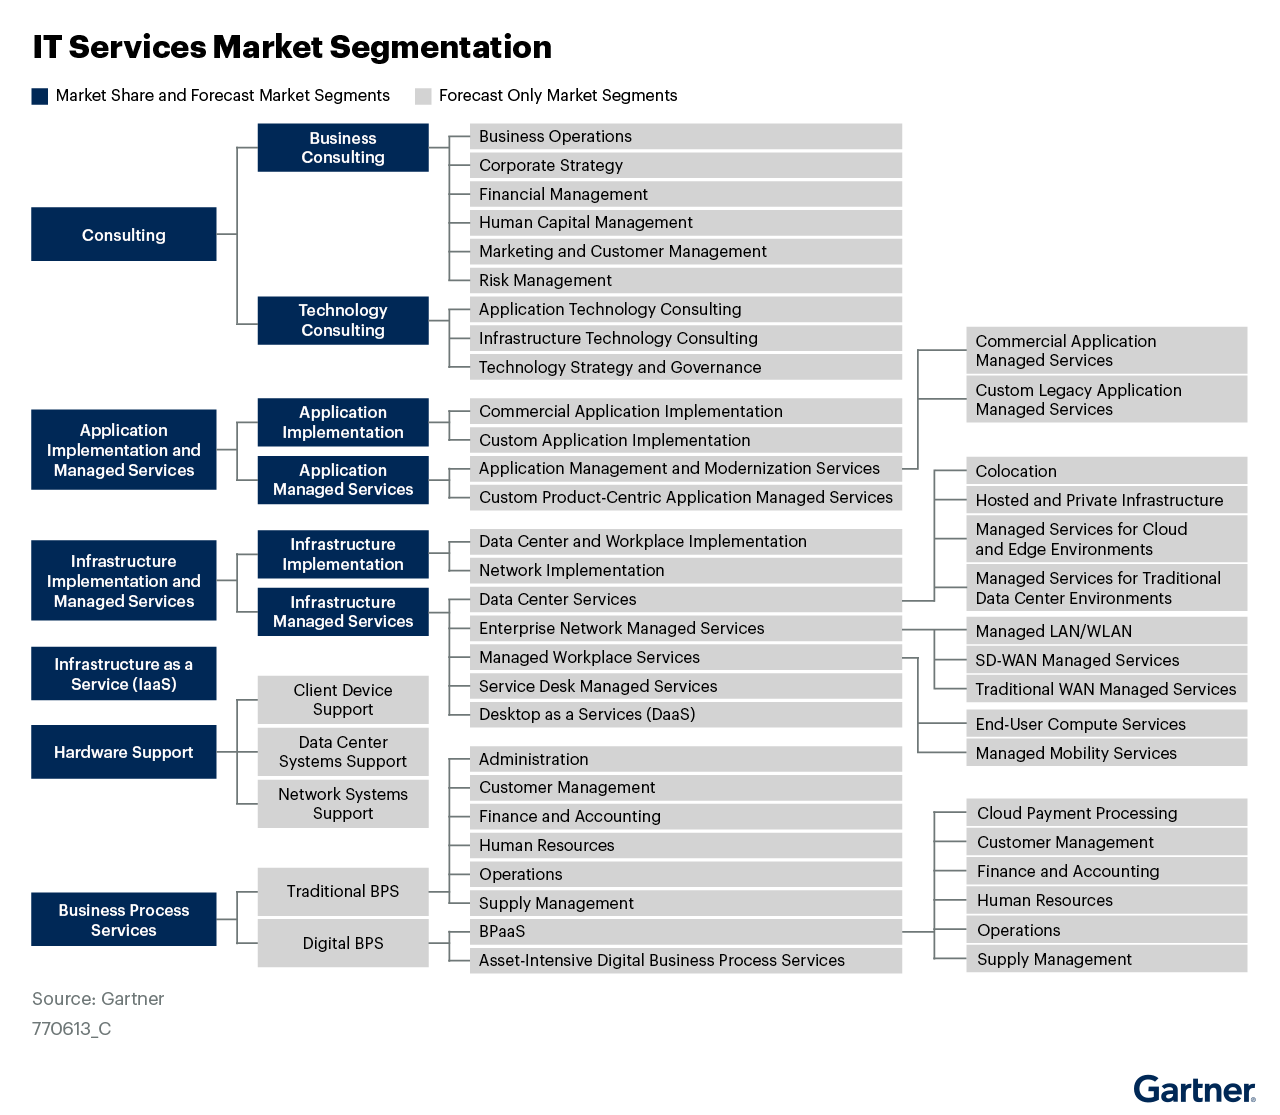 IT Services Market Segmentation
Market Share and Forecast Market Segments
Forecast Only Market Segments
Consulting
Business
Consulting
Business Operations
Corporate Strategy
Financial Management
Human Capital Management
Marketing and Customer Management
Risk Management
Technology
Consulting
Application Technology Consulting
Infrastructure Technology Consulting
Technology Strategy and Governance
Application
Implementation and
Managed Services
Application
Implementation
Commercial Application Implementation
Custom Application Implementation
Application
Managed Services
Application Management and Modernization Services
Custom Product-Centric Application Managed Services
Commercial Application
Managed Services
Custom Legacy Application
Managed Services
Infrastructure
Implementation and
Managed Services
Infrastructure
Implementation
Data Center and Workplace Implementation
Network Implementation
Infrastructure
Managed Services
Data Center Services
Enterprise Network Managed Services
Managed Workplace Services
Service Desk Managed Services
Desktop as a Services (DaaS)
Colocation
Hosted and Private Infrastructure
Managed Services for Cloud
and Edge Environments
Managed Services for Traditional
Data Center Environments
Managed LAN/WLAN
SD-WAN Managed Services
Traditional WAN Managed Services
End-User Compute Services
Managed Mobility Services
Infrastructure as a
Service (IaaS)
Hardware Support
Client Device
Support
Data Center
Systems Support
Network Systems
Support
Business Process
Services
Traditional BPS
Administration
Customer Management
Finance and Accounting
Human Resources
Operations
Supply Management
Digital BPS
BPaaS
Asset-Intensive Digital Business Process Services
Cloud Payment Processing
Customer Management
Finance and Accounting
Human Resources
Operations
Supply Management
Source: Gartner
770613_C
Gartner®